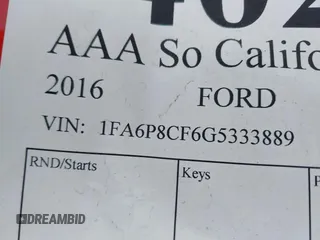 AAA So Califo
2016 FORD
VIN: 1FA6P8CF6G5333889
RND/Starts Keys
DREAMBID